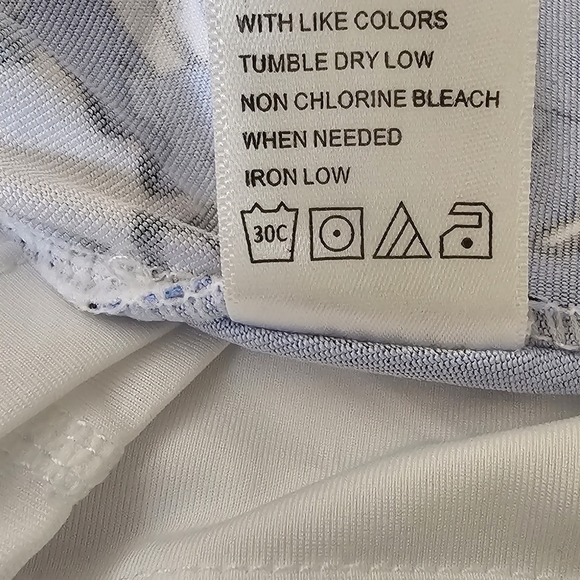 WITH LIKE COLORS
TUMBLE DRY LOW
NON CHLORINE BLEACH
WHEN NEEDED
IRON LOW
30C